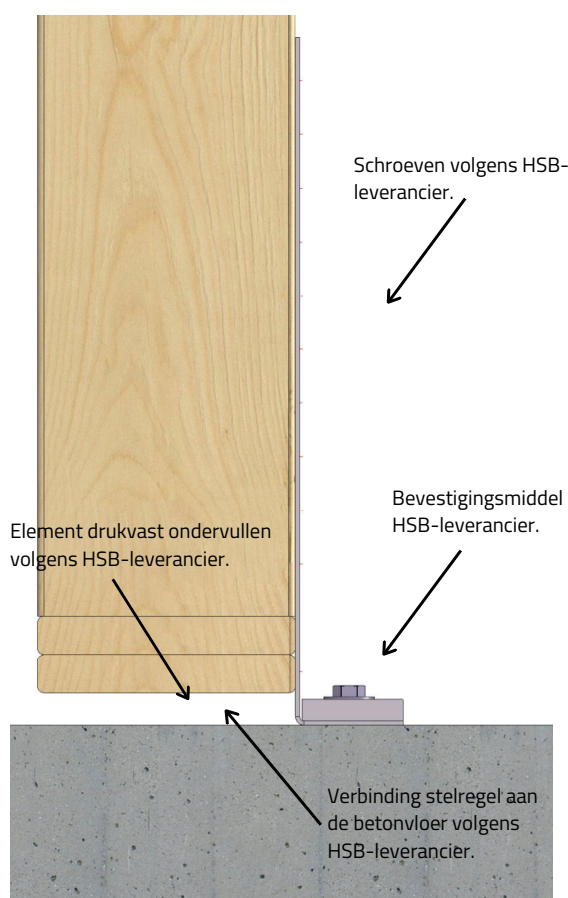 Schroeven volgens HSB-
leverancier.
Bevestigingsmiddel
HSB-leverancier.
Element drukvast ondervullen
volgens HSB-leverancier.
Verbinding stelregel aan
de betonvloer volgens
HSB-leverancier.